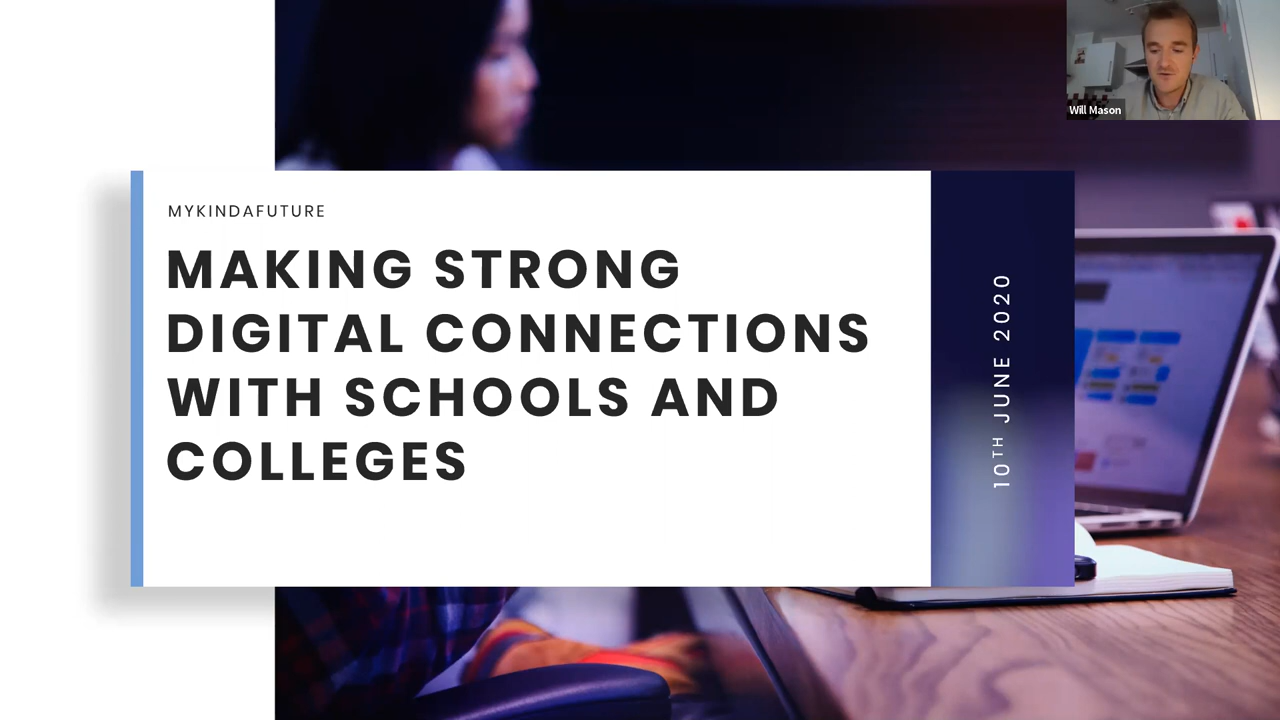 Will Mason
MYKINDAFUTURE
MAKING STRONG
DIGITAL CONNECTIONS
WITH SCHOOLS AND
COLLEGES
10TH JUNE 2020